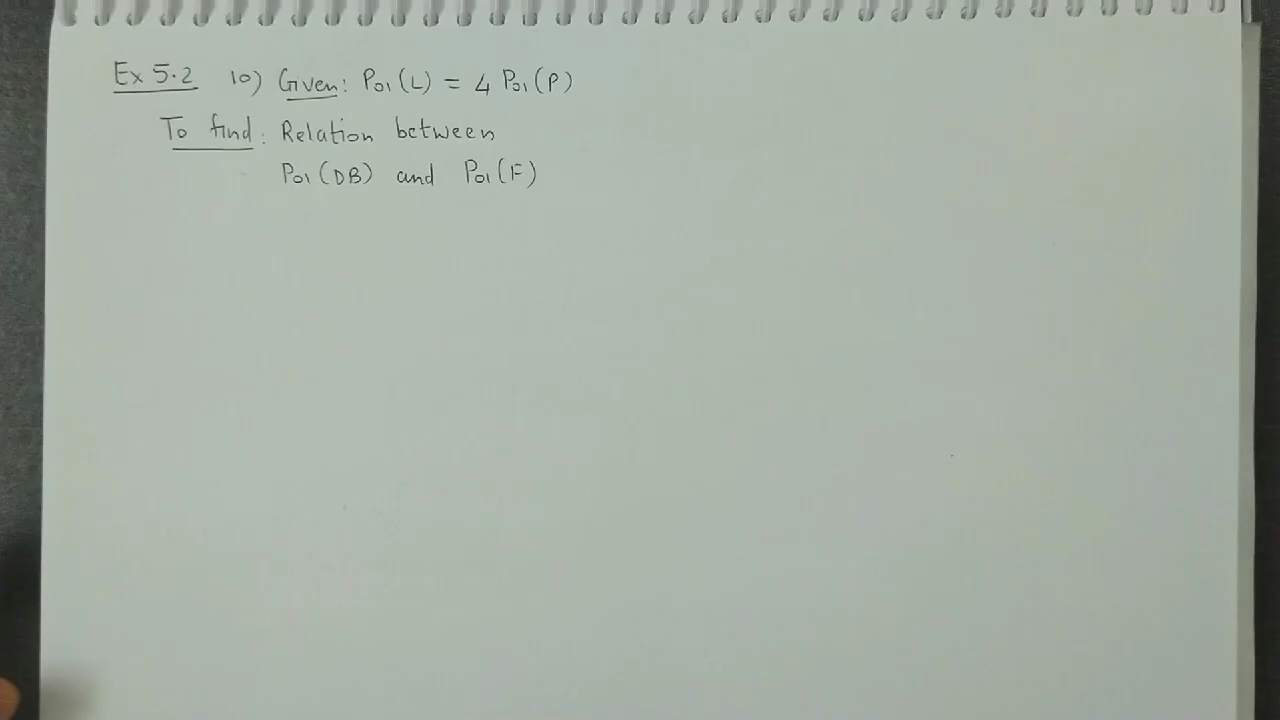 Ex 5.2 10) Given: P01(L) = 4 P01(P)
To find: Relation between
P01(DB) and P01(F)